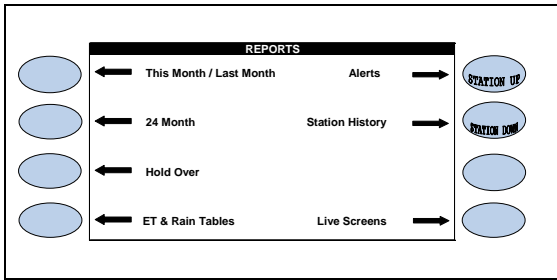 REPORTS
This Month / Last Month
Alerts
STATION UP
24 Month
Station History
STATION DOWN
Hold Over
ET & Rain Tables
Live Screens